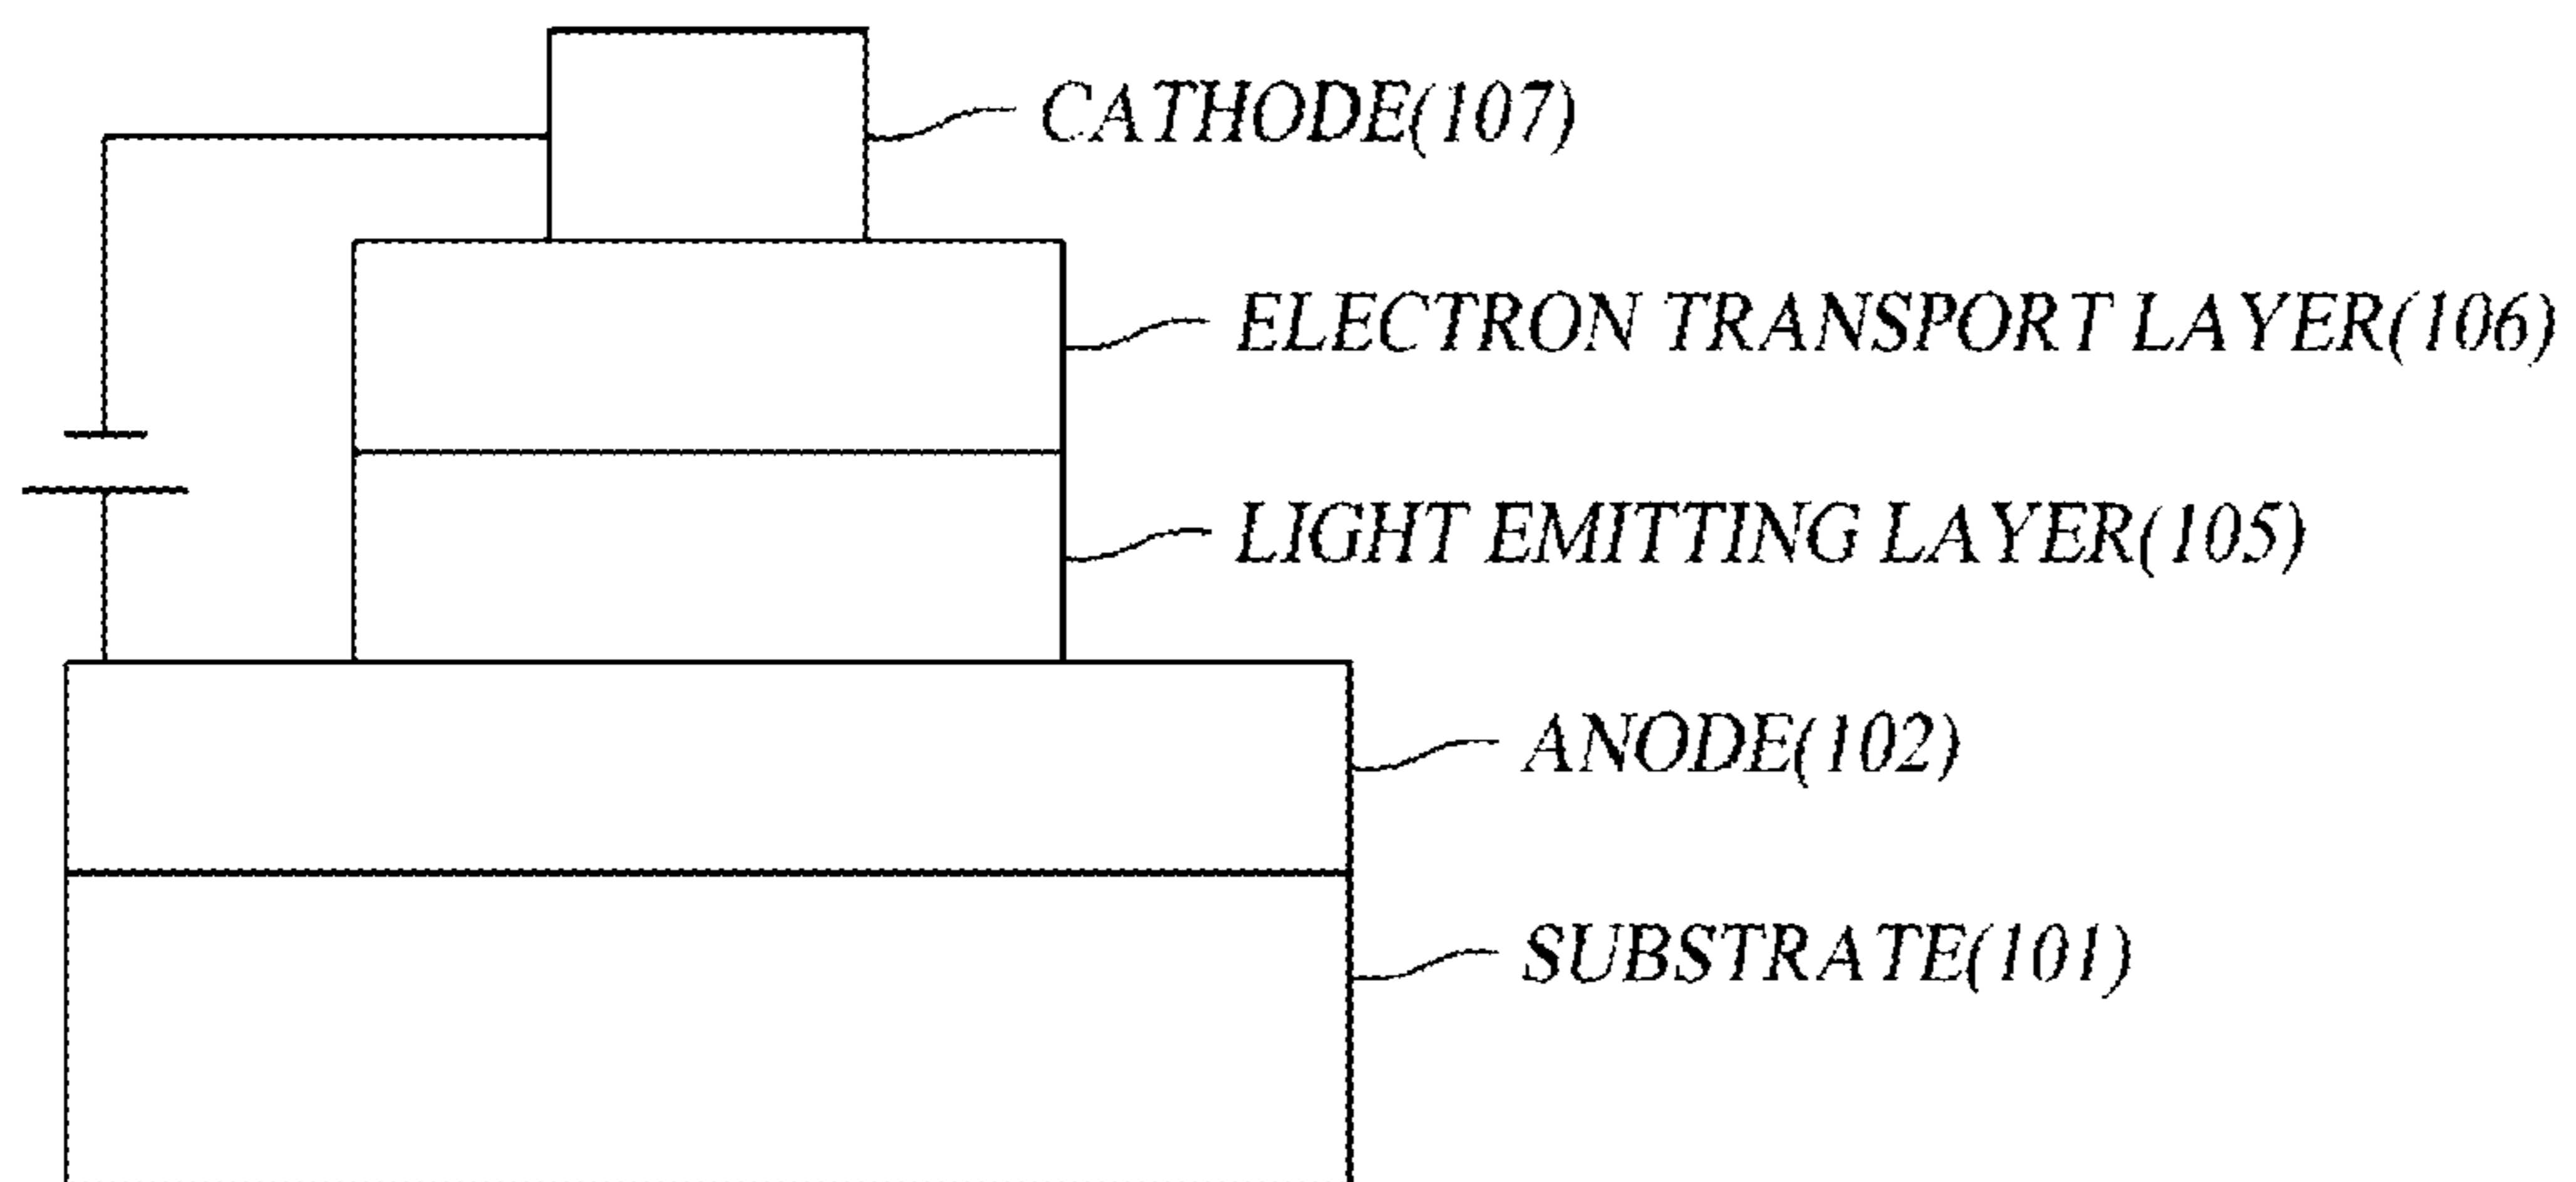 CATHODE(107)
ELECTRON TRANSPORT LAYER(106)
LIGHT EMITTING LAYER(105)
ANODE(102)
SUBSTRATE(101)